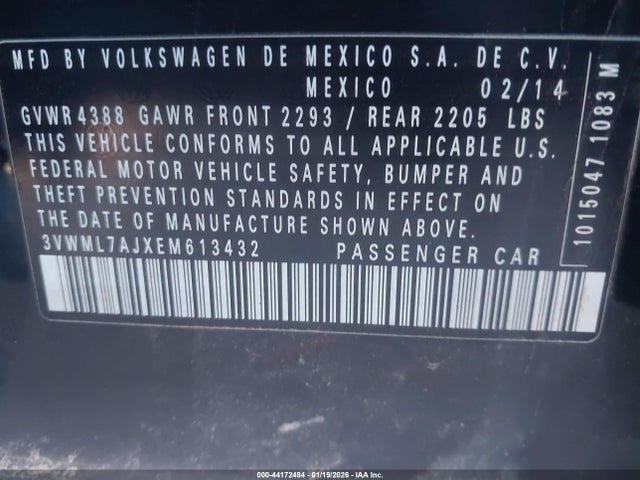 MFD BY VOLKSWAGEN DE MEXICO S.A. DE C.V.
MEXICO 02/14
GVWR 4388 GAWR FRONT 2293 / REAR 2205 LBS
THIS VEHICLE CONFORMS TO ALL APPLICABLE U.S.
FEDERAL MOTOR VEHICLE SAFETY, BUMPER AND
THEFT PREVENTION STANDARDS IN EFFECT ON
THE DATE OF MANUFACTURE SHOWN ABOVE.
3VWML7AJXEM613432 PASSENGER CAR
1015047 1083 M
000-44172484 - 01/19/2026 - IAA Inc.